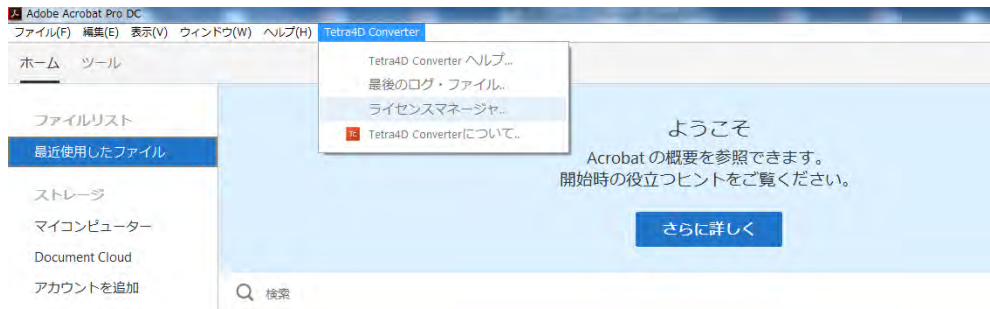 Adobe Acrobat Pro DC
ファイル(F) 編集(E) 表示(V) ウィンドウ(W) ヘルプ(H) Tetra4D Converter
ホーム ツール
Tetra4D Converter ヘルプ...
最後のログ・ファイル..
ライセンスマネージャ..
Tc Tetra4D Converterについて..
ファイルリスト
最近使用したファイル
ストレージ
マイコンピューター
Document Cloud
アカウントを追加
ようこそ
Acrobat の概要を参照できます。
開始時の役立つヒントをご覧ください。
さらに詳しく
検索